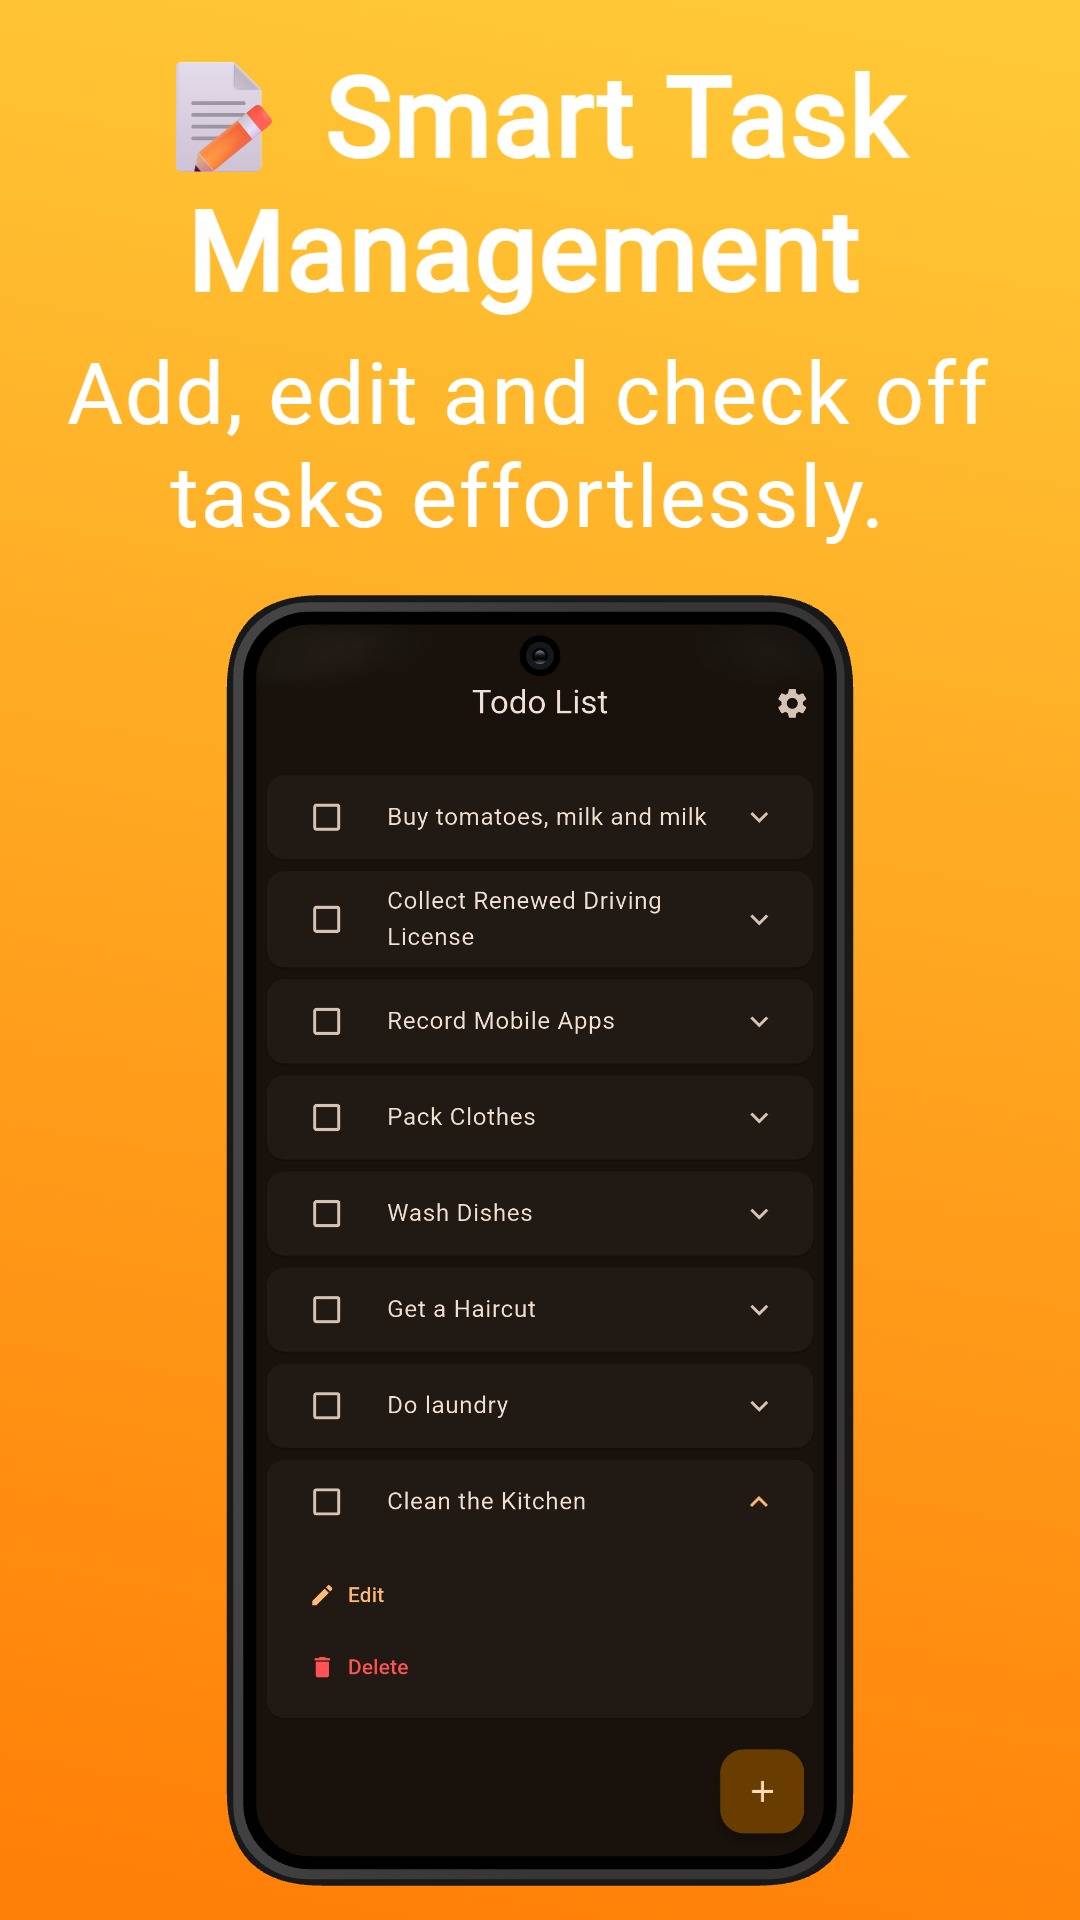 Smart Task
Management
Add, edit and check off
tasks effortlessly.
Todo List
Buy tomatoes, milk and milk
Collect Renewed Driving
License
Record Mobile Apps
Pack Clothes
Wash Dishes
Get a Haircut
Do laundry
Clean the Kitchen
Edit
Delete